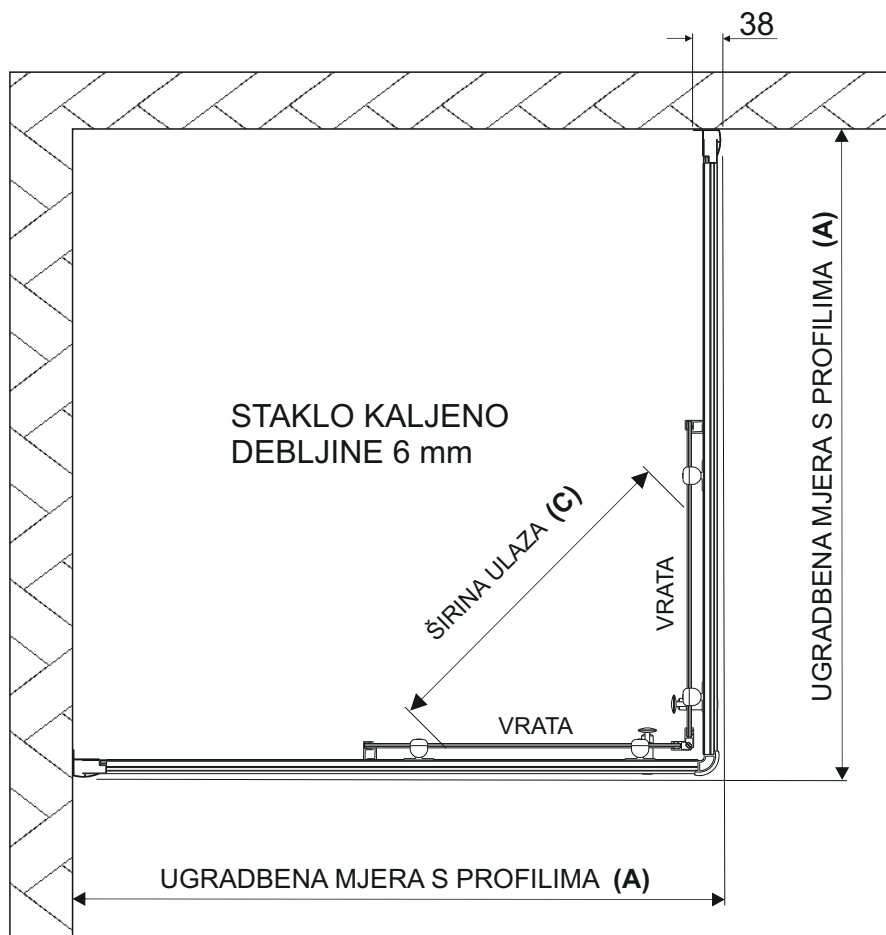 38
STAKLO KALJENO
DEBLJINE 6 mm
ŠIRINA ULAZA (C)
VRATA
UGRADBENA MJERA S PROFILIMA (A)
VRATA
UGRADBENA MJERA S PROFILIMA (A)